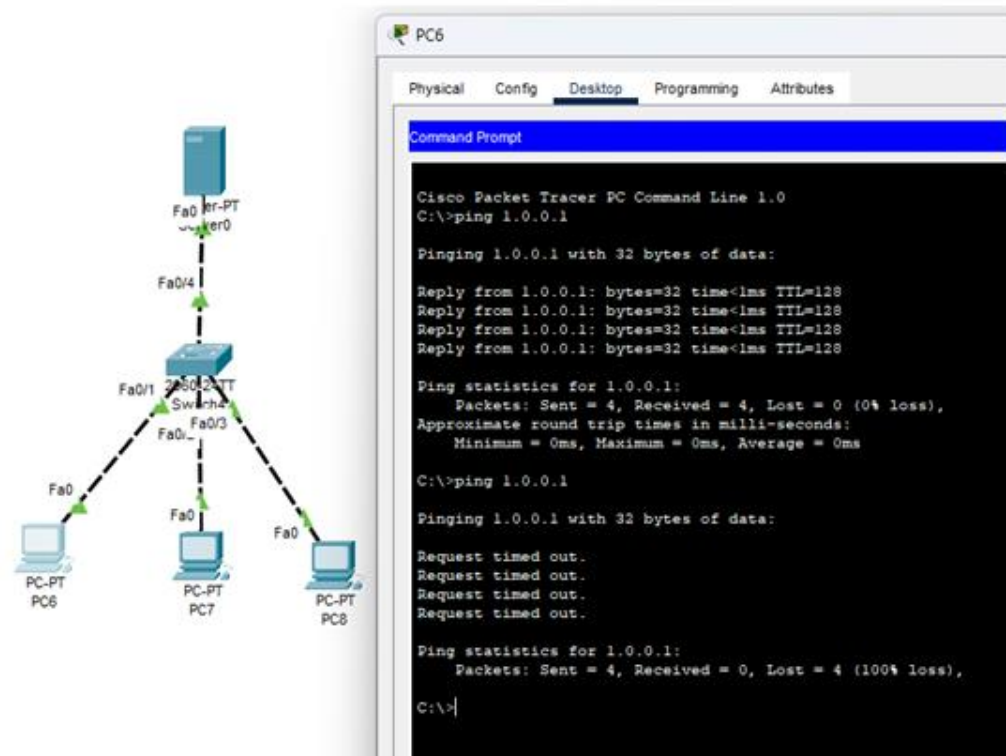 PC6
Physical Config Desktop Programming Attributes
Command Prompt
Cisco Packet Tracer PC Command Line 1.0
C:\>ping 1.0.0.1
Pinging 1.0.0.1 with 32 bytes of data:
Reply from 1.0.0.1: bytes=32 time<1ms TTL=128
Reply from 1.0.0.1: bytes=32 time<1ms TTL=128
Reply from 1.0.0.1: bytes=32 time<1ms TTL=128
Reply from 1.0.0.1: bytes=32 time<1ms TTL=128
Ping statistics for 1.0.0.1:
Packets: Sent = 4, Received = 4, Lost = 0 (0% loss),
Approximate round trip times in milli-seconds:
Minimum = 0ms, Maximum = 0ms, Average = 0ms
C:\>ping 1.0.0.1
Pinging 1.0.0.1 with 32 bytes of data:
Request timed out.
Request timed out.
Request timed out.
Request timed out.
Ping statistics for 1.0.0.1:
Packets: Sent = 4, Received = 0, Lost = 4 (100% loss),
C:\>
Fa0
Fa0/4
Fa0/1
Fa0/3
Fa0
Fa0
Fa0
PC-PT
PC6
PC-PT
PC7
PC-PT
PC8